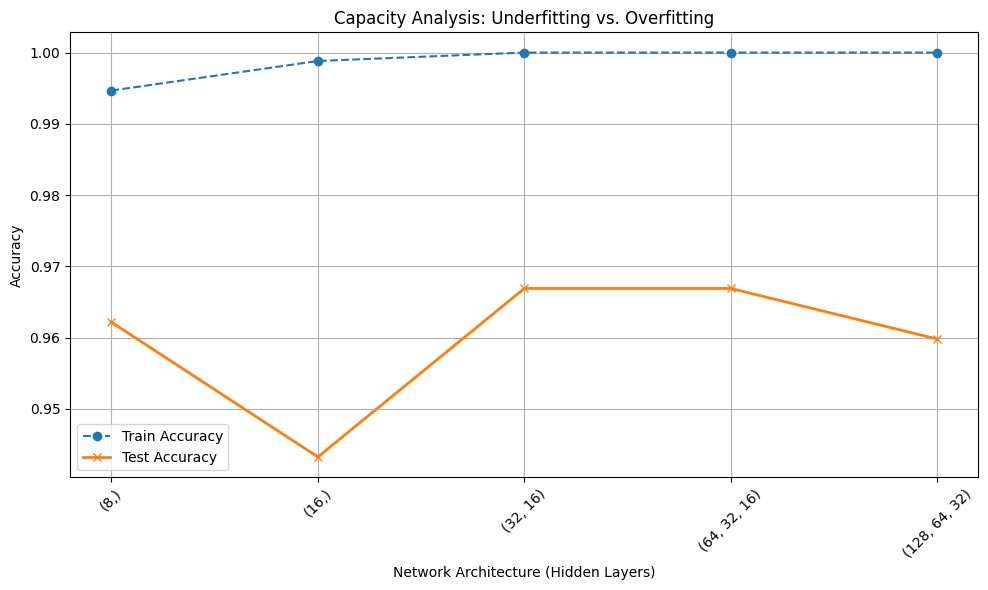 Capacity Analysis: Underfitting vs. Overfitting
Accuracy
1.00
0.99
0.98
0.97
0.96
0.95
Train Accuracy
Test Accuracy
(8,)
(16,)
(32, 16)
(64, 32, 16)
(128, 64, 32)
Network Architecture (Hidden Layers)